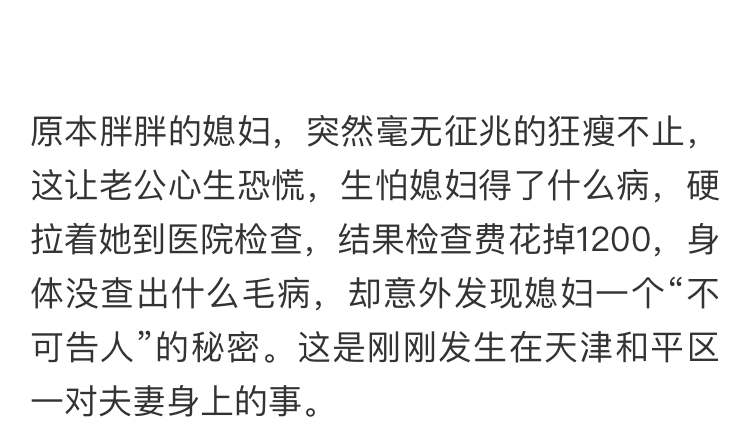 原本胖胖的媳妇，突然毫无征兆的狂瘦不止，
这让老公心生恐慌，生怕媳妇得了什么病，硬
拉着她到医院检查，结果检查费花掉1200，身
体没查出什么毛病，却意外发现媳妇一个“不
可告人”的秘密。这是刚刚发生在天津和平区
一对夫妻身上的事。